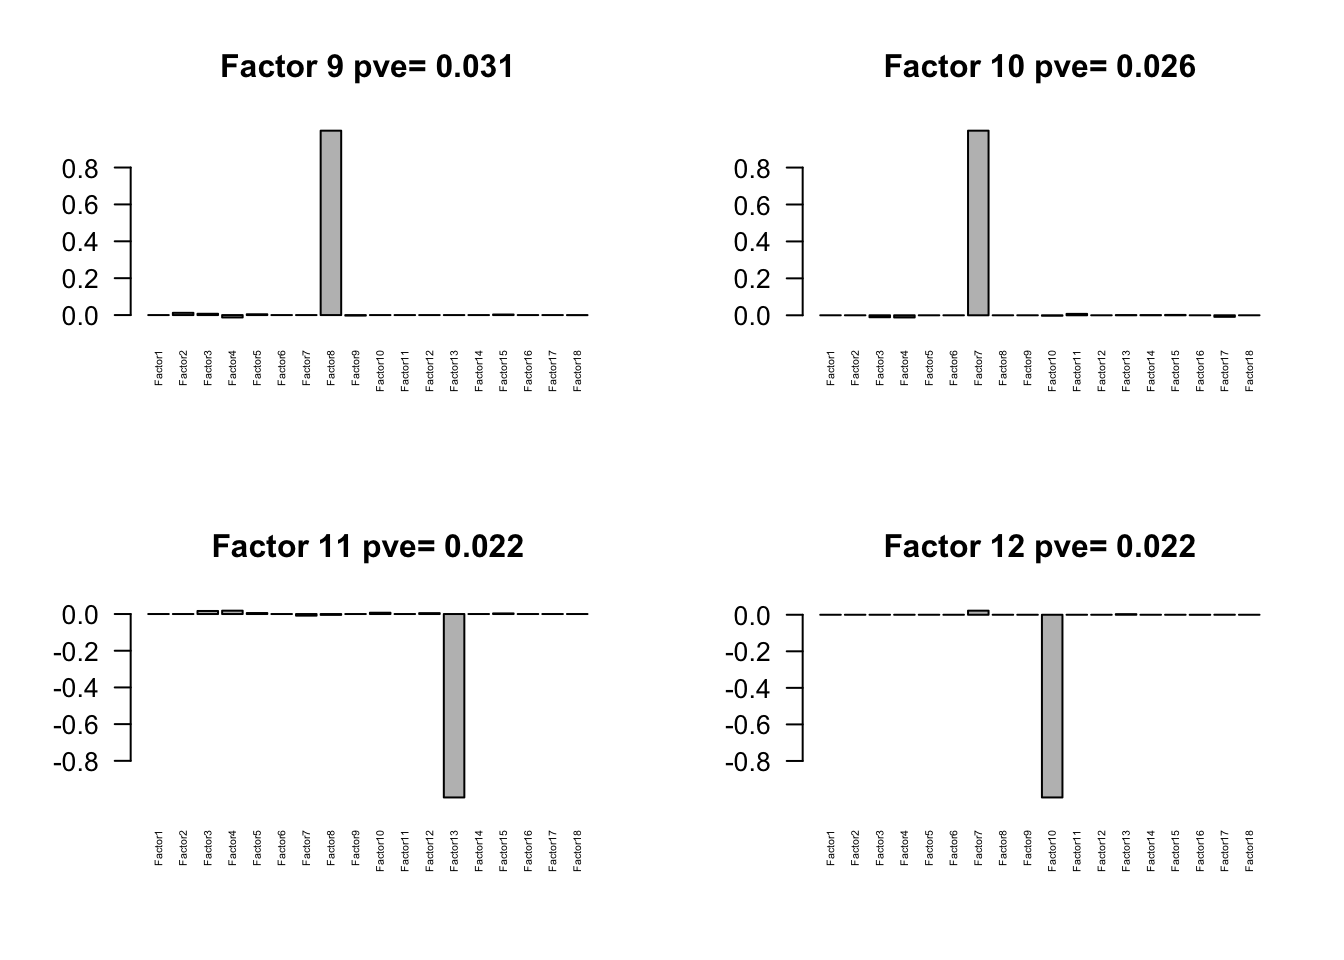 Factor 9 pve= 0.031
0.8
0.6
0.4
0.2
0.0
Factor1
Factor2
Factor3
Factor4
Factor5
Factor6
Factor7
Factor8
Factor9
Factor10
Factor11
Factor12
Factor13
Factor14
Factor15
Factor16
Factor17
Factor18
Factor 10 pve= 0.026
0.8
0.6
0.4
0.2
0.0
Factor1
Factor2
Factor3
Factor4
Factor5
Factor6
Factor7
Factor8
Factor9
Factor10
Factor11
Factor12
Factor13
Factor14
Factor15
Factor16
Factor17
Factor18
Factor 11 pve= 0.022
0.0
-0.2
-0.4
-0.6
-0.8
Factor1
Factor2
Factor3
Factor4
Factor5
Factor6
Factor7
Factor8
Factor9
Factor10
Factor11
Factor12
Factor13
Factor14
Factor15
Factor16
Factor17
Factor18
Factor 12 pve= 0.022
0.0
-0.2
-0.4
-0.6
-0.8
Factor1
Factor2
Factor3
Factor4
Factor5
Factor6
Factor7
Factor8
Factor9
Factor10
Factor11
Factor12
Factor13
Factor14
Factor15
Factor16
Factor17
Factor18